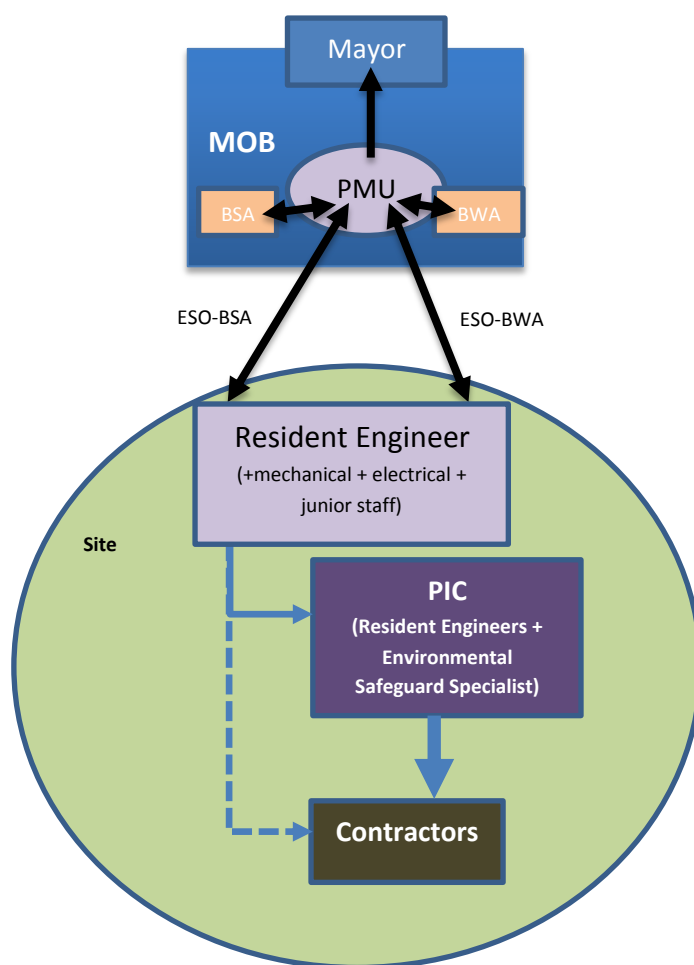 Mayor
MOB
PMU
BSA
BWA
ESO-BSA
ESO-BWA
Resident Engineer
(+mechanical + electrical +
junior staff)
Site
PIC
(Resident Engineers +
Environmental
Safeguard Specialist)
Contractors